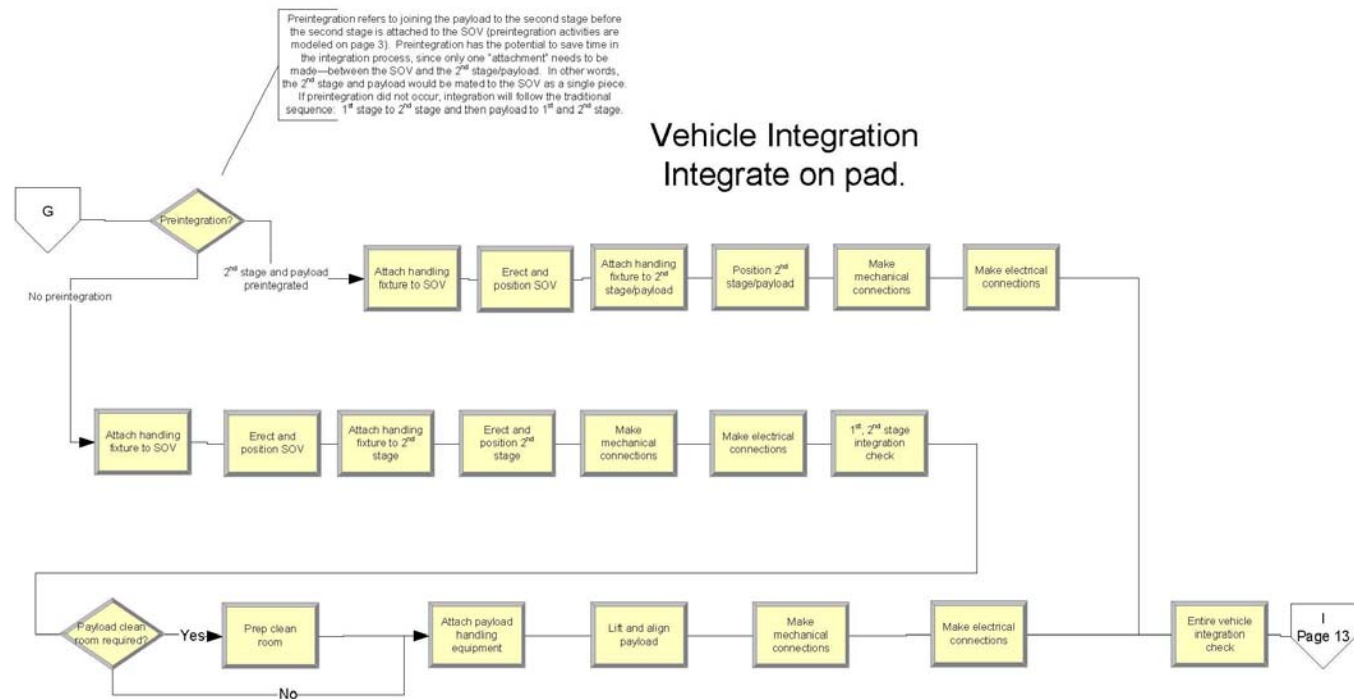 Preintegration refers to joining the payload to the second stage before
the second stage is attached to the SOV (preintegration activities are
modeled on page 3). Preintegration has the potential to save time in
the integration process, since only one "attachment" needs to be
made—between the SOV and the 2nd stage/payload. In other words,
the 2nd stage and payload would be mated to the SOV as a single piece.
If preintegration did not occur, integration will follow the traditional
sequence: 1st stage to 2nd stage and then payload to 1st and 2nd stage.
Vehicle Integration
Integrate on pad.
G
Preintegration?
2nd stage and payload
preintegrated
No preintegration
Attach handling
fixture to SOV
Erect and
position SOV
Attach handling
fixture to 2nd
stage/payload
Position 2nd
stage/payload
Make
mechanical
connections
Make electrical
connections
Attach handling
fixture to SOV
Erect and
position SOV
Attach handling
fixture to 2nd
stage
Erect and
position 2nd
stage
Make
mechanical
connections
Make electrical
connections
1st, 2nd stage
integration
check
Payload clean
room required?
Yes
No
Prep clean
room
Attach payload
handling
equipment
Lift and align
payload
Make
mechanical
connections
Make electrical
connections
Entire vehicle
integration
check
I
Page 13